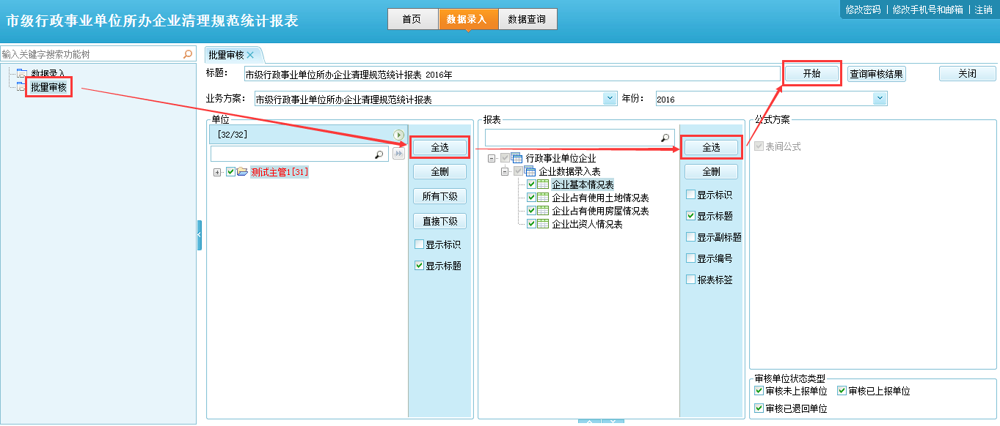 市级行政事业单位所办企业清理规范统计报表
首页 数据录入 数据查询
修改密码 | 修改手机号和邮箱 | 注销
输入关键字搜索功能树
数据录入
批量审核
批量审核
标题: 市级行政事业单位所办企业清理规范统计报表 2016年 开始 查询审核结果 关闭
业务方案: 市级行政事业单位所办企业清理规范统计报表 年份: 2016
单位
[32/32]
测试主管1[31]
全选
全删
所有下级
直接下级
显示标识
显示标题
报表
行政事业单位企业
企业数据录入表
企业基本情况表
企业占有使用土地情况表
企业占有使用房屋情况表
企业出资人情况表
全选
全删
显示标识
显示标题
显示副标题
显示编号
报表标签
公式方案
表间公式
审核单位状态类型
审核未上报单位 审核已上报单位
审核已退回单位